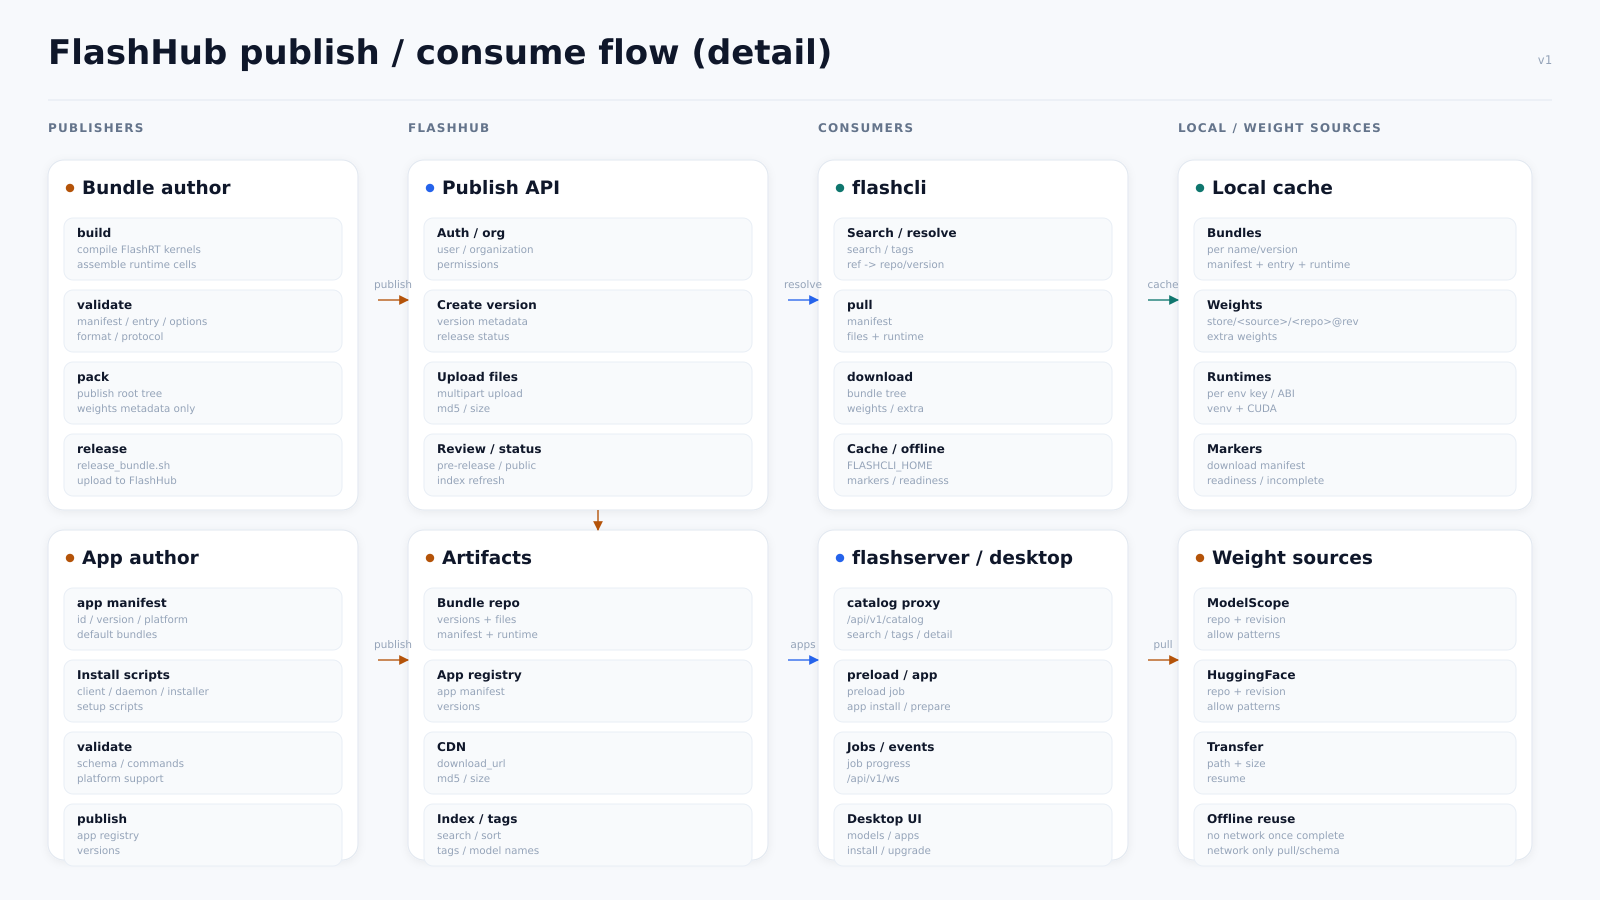 FlashHub publish / consume flow (detail)
v1
PUBLISHERS
FLASHHUB
CONSUMERS
LOCAL / WEIGHT SOURCES
Bundle author
build
compile FlashRT kernels
assemble runtime cells
validate
manifest / entry / options
format / protocol
pack
publish root tree
weights metadata only
release
release_bundle.sh
upload to FlashHub
publish
Publish API
Auth / org
user / organization
permissions
Create version
version metadata
release status
Upload files
multipart upload
md5 / size
Review / status
pre-release / public
index refresh
resolve
flashcli
Search / resolve
search / tags
ref -> repo/version
pull
manifest
files + runtime
download
bundle tree
weights / extra
Cache / offline
FLASHCLI_HOME
markers / readiness
cache
Local cache
Bundles
per name/version
manifest + entry + runtime
Weights
store/<source>/<repo>@rev
extra weights
Runtimes
per env key / ABI
venv + CUDA
Markers
download manifest
readiness / incomplete
App author
app manifest
id / version / platform
default bundles
Install scripts
client / daemon / installer
setup scripts
validate
schema / commands
platform support
publish
app registry
versions
publish
Artifacts
Bundle repo
versions + files
manifest + runtime
App registry
app manifest
versions
CDN
download_url
md5 / size
Index / tags
search / sort
tags / model names
apps
flashserver / desktop
catalog proxy
/api/v1/catalog
search / tags / detail
preload / app
preload job
app install / prepare
Jobs / events
job progress
/api/v1/ws
Desktop UI
models / apps
install / upgrade
pull
Weight sources
ModelScope
repo + revision
allow patterns
HuggingFace
repo + revision
allow patterns
Transfer
path + size
resume
Offline reuse
no network once complete
network only pull/schema